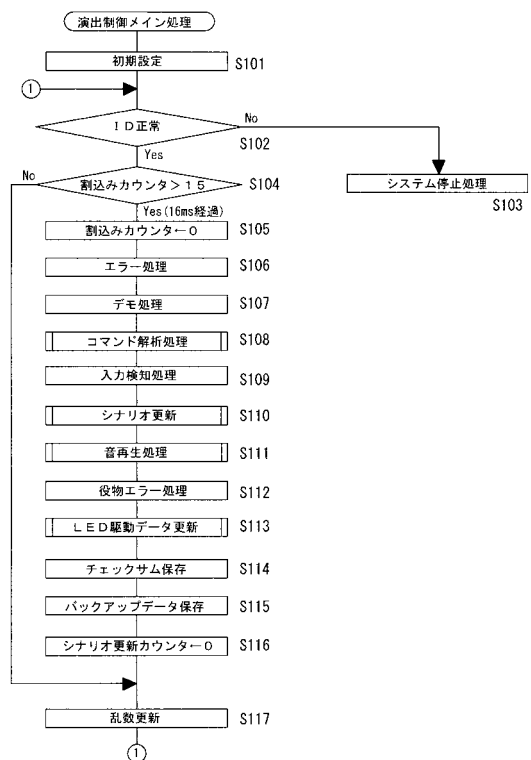 演出制御メイン処理
初期設定 S101
①
ID正常 No
S102
Yes
No 割込みカウンタ>15 S104
システム停止処理
S103
Yes(16ms経過)
割込みカウンタ←0 S105
エラー処理 S106
デモ処理 S107
コマンド解析処理 S108
入力検知処理 S109
シナリオ更新 S110
音再生処理 S111
役物エラー処理 S112
LED駆動データ更新 S113
チェックサム保存 S114
バックアップデータ保存 S115
シナリオ更新カウンタ←0 S116
乱数更新 S117
①